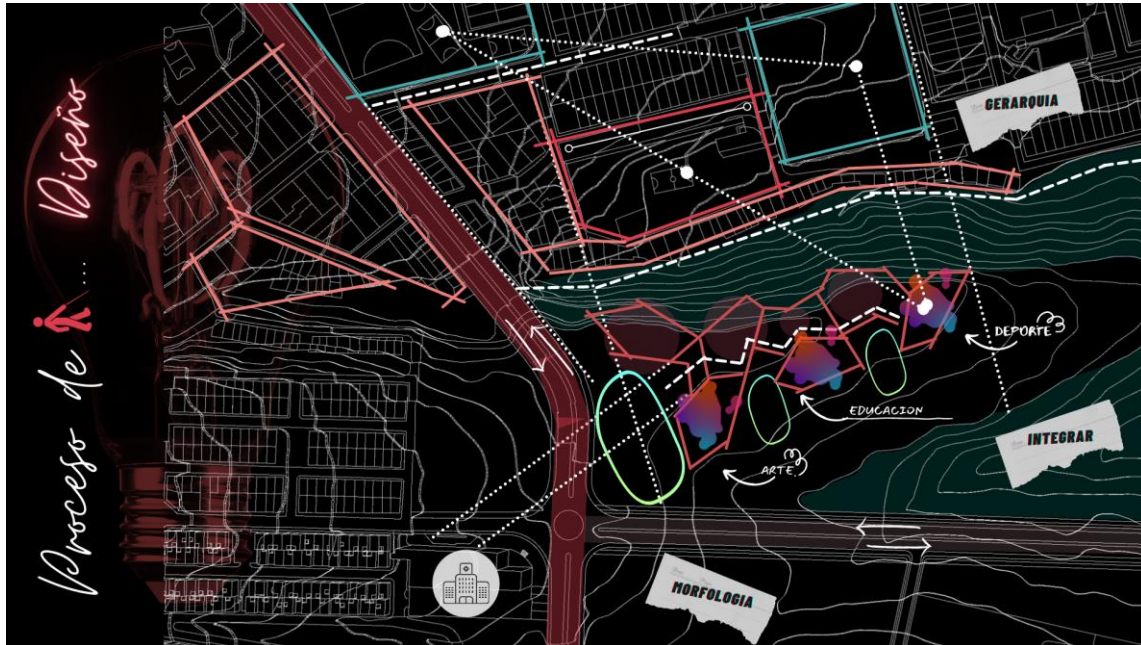 Proceso de ... Diseño
GERARQUIA
DEPORTE
EDUCACION
INTEGRAR
ARTE
MORFOLOGIA